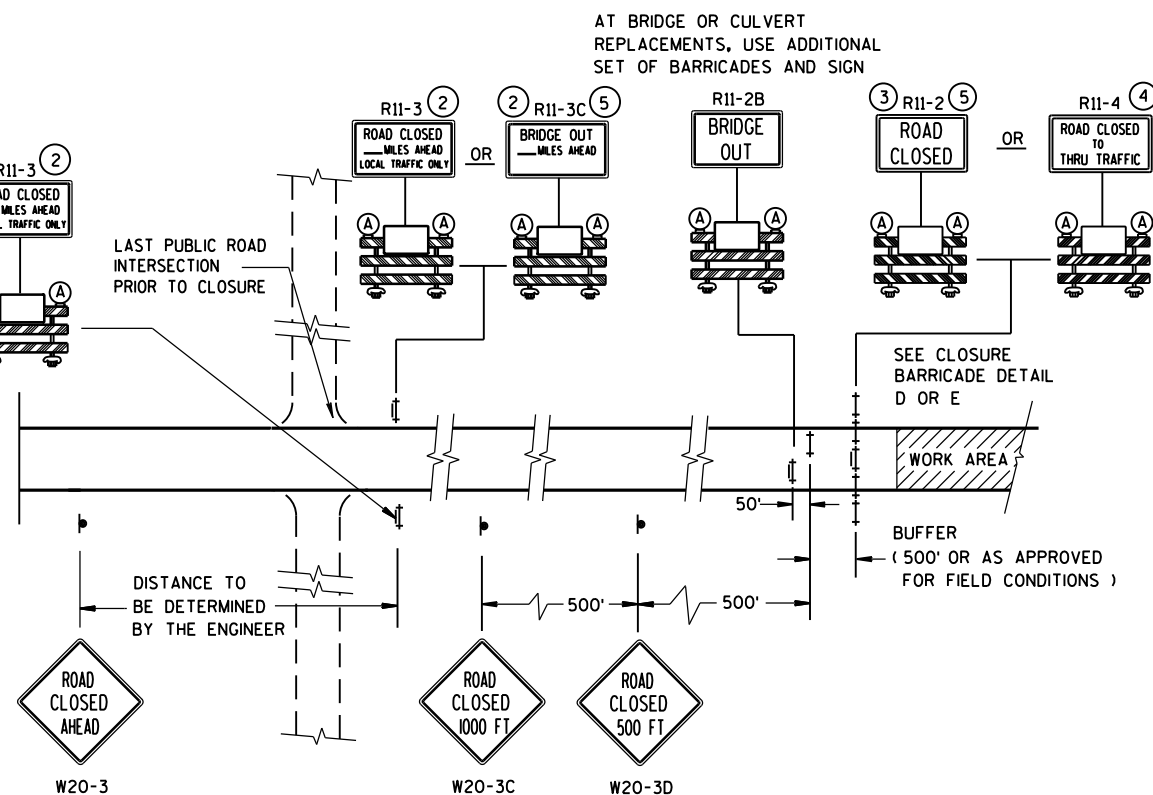 AT BRIDGE OR CULVERT
REPLACEMENTS, USE ADDITIONAL
SET OF BARRICADES AND SIGN
R11-3 2
2 R11-3C 5
R11-2B
3 R11-2 5
R11-4 4
ROAD CLOSED
___MILES AHEAD
LOCAL TRAFFIC ONLY
OR
BRIDGE OUT
___MILES AHEAD
BRIDGE
OUT
ROAD
CLOSED
OR
ROAD CLOSED
TO
THRU TRAFFIC
R11-3 2
CLOSED
MILES AHEAD
TRAFFIC ONLY
A A
A A
A A
A A
A A
A
LAST PUBLIC ROAD
INTERSECTION
PRIOR TO CLOSURE
SEE CLOSURE
BARRICADE DETAIL
D OR E
WORK AREA
50'
BUFFER
( 500' OR AS APPROVED
FOR FIELD CONDITIONS )
DISTANCE TO
BE DETERMINED
BY THE ENGINEER
500'
500'
ROAD
CLOSED
AHEAD
ROAD
CLOSED
1000 FT
ROAD
CLOSED
500 FT
W20-3
W20-3C
W20-3D